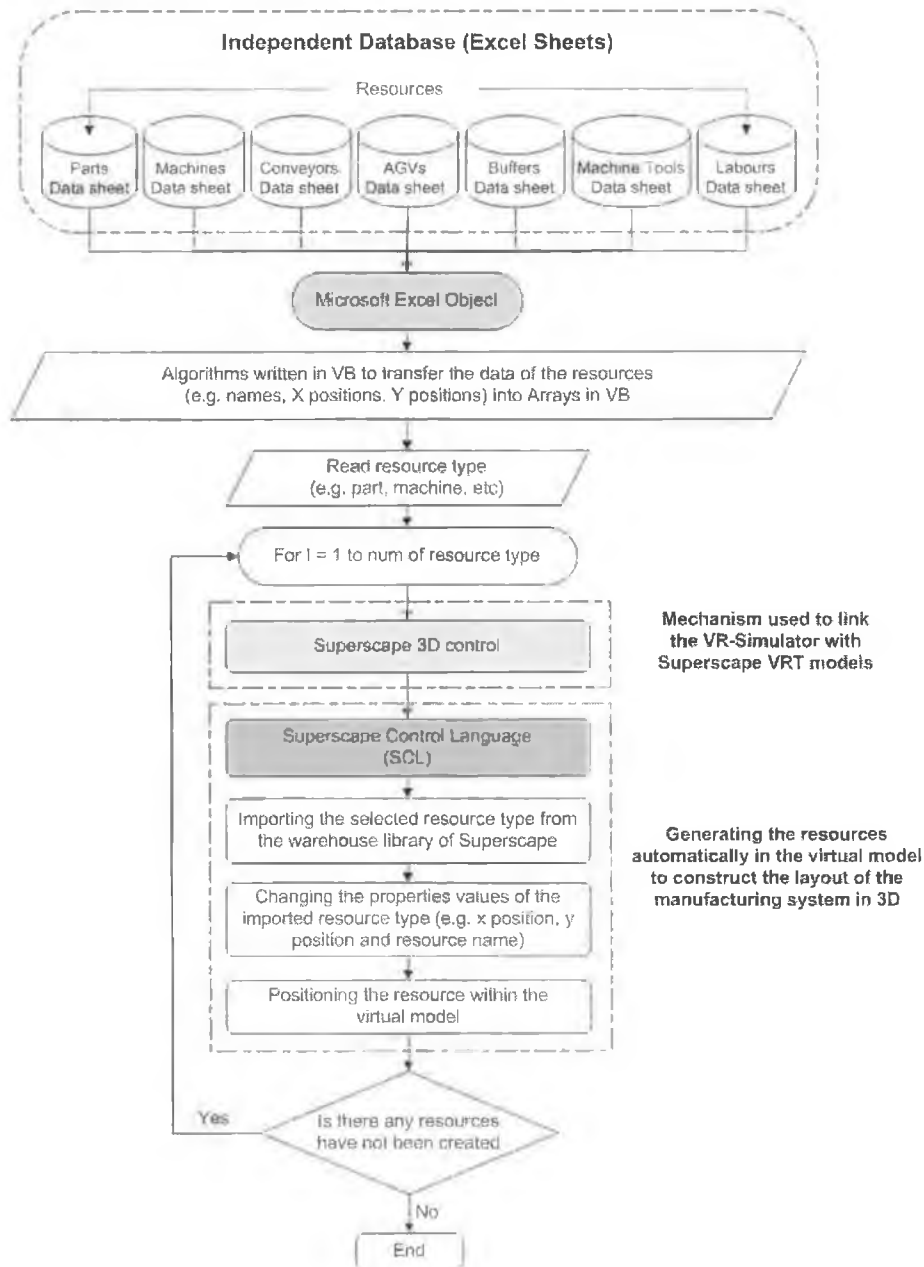 Independent Database (Excel Sheets)
Resources
Parts
Data sheet
Machines
Data sheet
Conveyors
Data sheet
AGVs
Data sheet
Buffers
Data sheet
Machine Tools
Data sheet
Labours
Data sheet
Microsoft Excel Object
Algorithms written in VB to transfer the data of the resources
(e.g. names, X positions, Y positions) into Arrays in VB
Read resource type
(e.g. part, machine, etc)
For I = 1 to num of resource type
Superscape 3D control
Mechanism used to link
the VR-Simulator with
Superscape VRT models
Superscape Control Language
(SCL)
Importing the selected resource type from
the warehouse library of Superscape
Changing the properties values of the
imported resource type (e.g. x position, y
position and resource name)
Positioning the resource within the
virtual model
Generating the resources
automatically in the virtual model
to construct the layout of the
manufacturing system in 3D
Is there any resources
have not been created
Yes
No
End